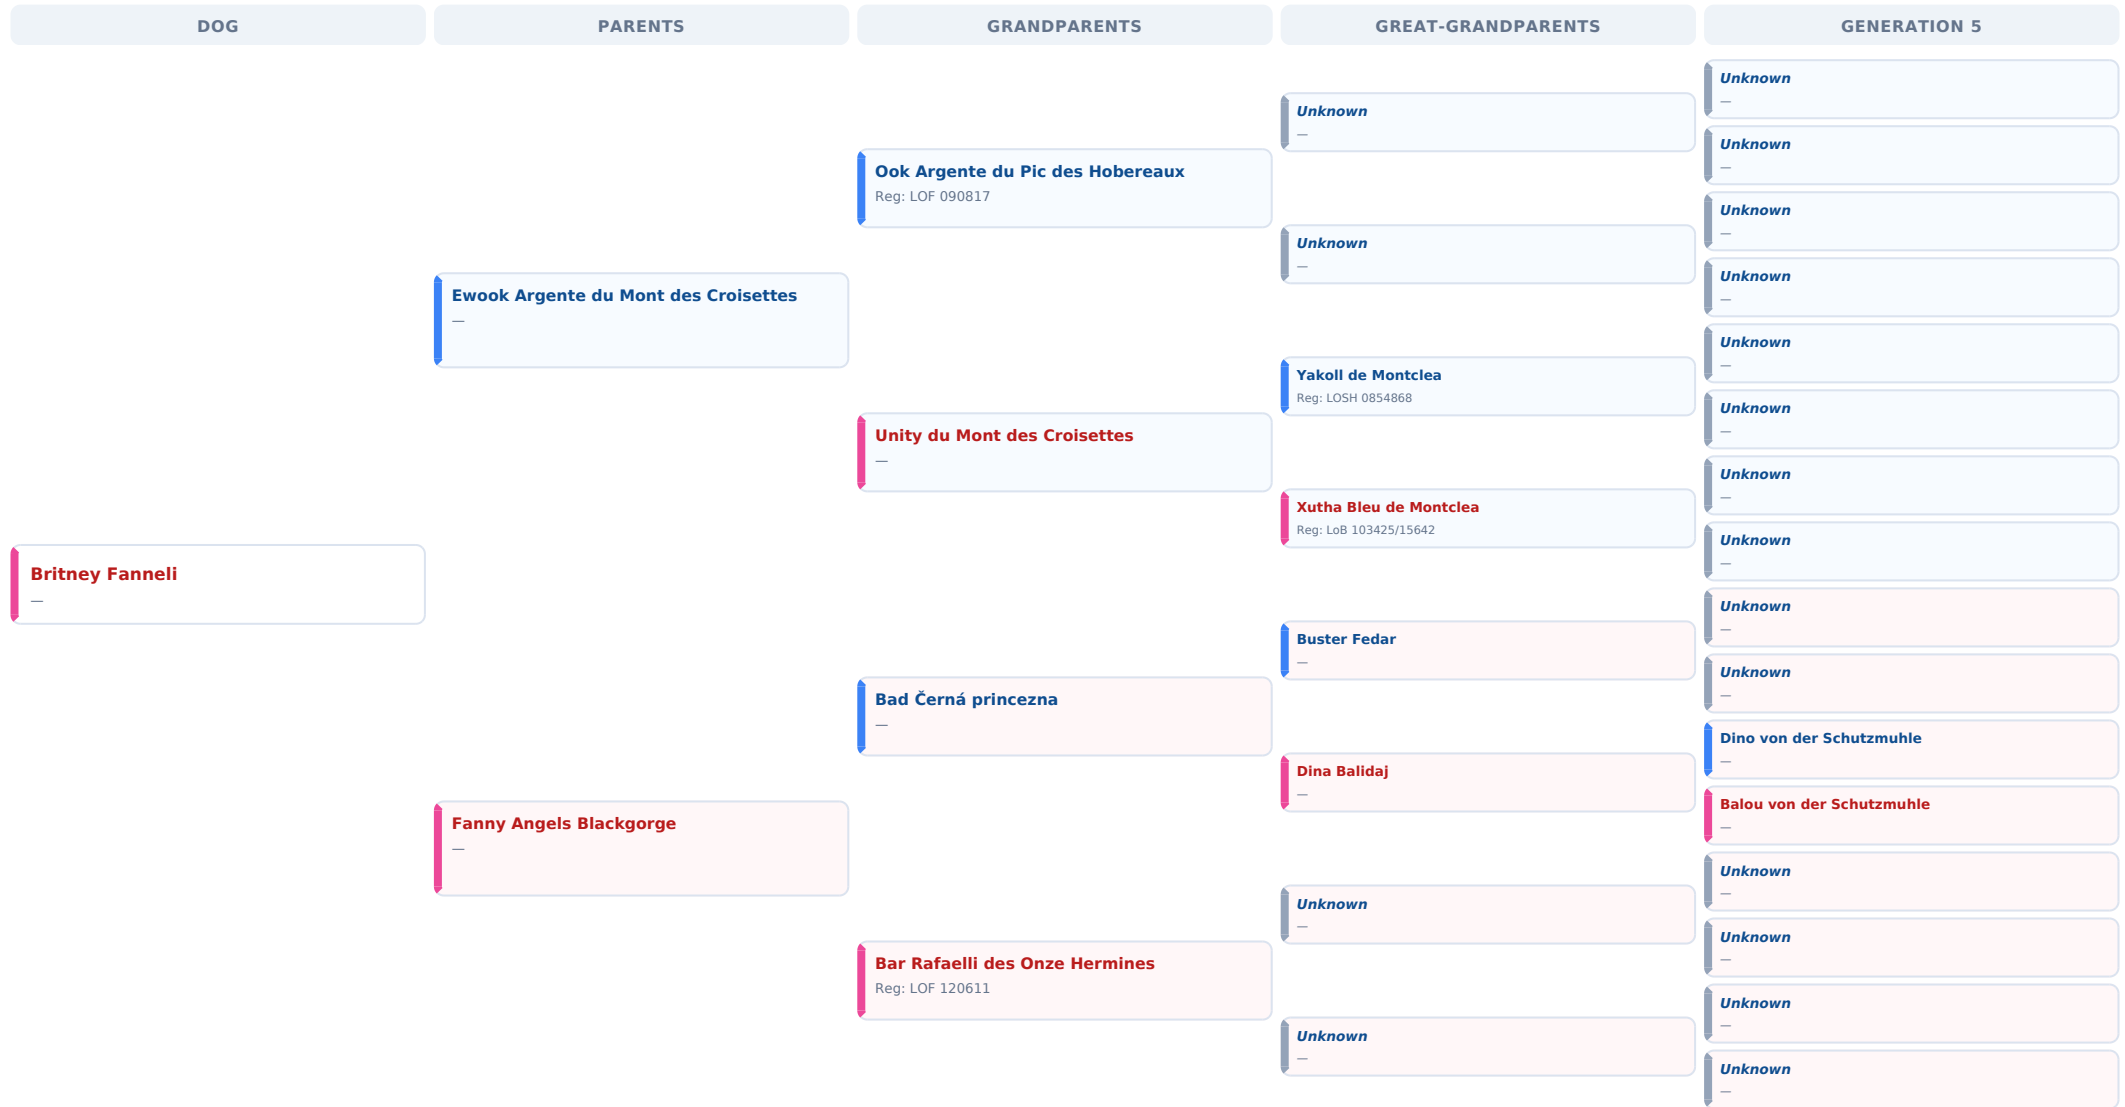 DOG
PARENTS
GRANDPARENTS
GREAT-GRANDPARENTS
GENERATION 5
Britney Fanneli
—
Ewook Argente du Mont des Croisettes
—
Fanny Angels Blackgorge
—
Ook Argente du Pic des Hobereaux
Reg: LOF 090817
Unity du Mont des Croisettes
—
Bad Černá princezna
—
Bar Rafaelli des Onze Hermines
Reg: LOF 120611
Unknown
—
Unknown
—
Yakoll de Montclea
Reg: LOSH 0854868
Xutha Bleu de Montclea
Reg: LoB 103425/15642
Buster Fedar
—
Dina Balidaj
—
Unknown
—
Unknown
—
Unknown
—
Unknown
—
Unknown
—
Unknown
—
Unknown
—
Unknown
—
Unknown
—
Unknown
—
Unknown
—
Unknown
—
Dino von der Schutzmuhle
—
Balou von der Schutzmuhle
—
Unknown
—
Unknown
—
Unknown
—
Unknown
—